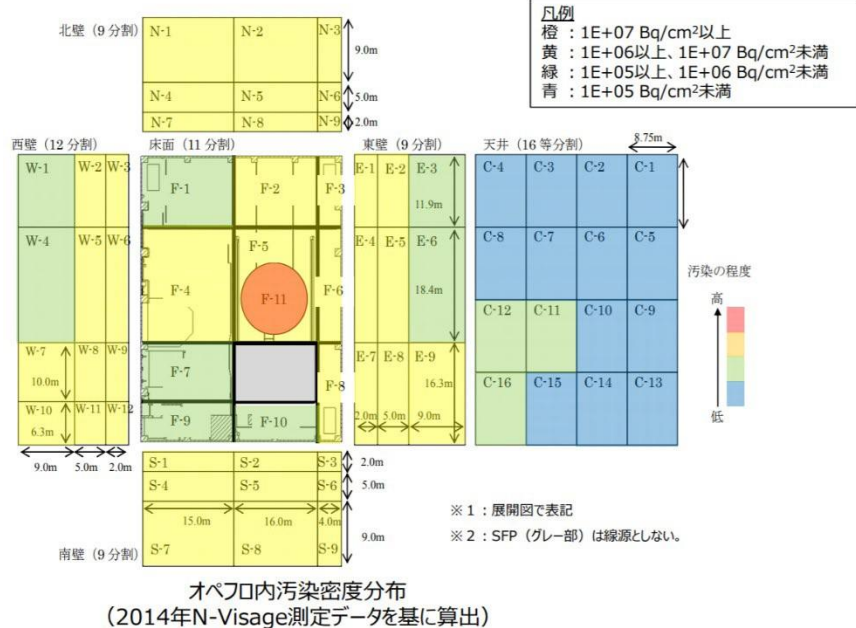 凡例
橙：1E+07 Bq/cm²以上
黄：1E+06以上、1E+07 Bq/cm²未満
緑：1E+05以上、1E+06 Bq/cm²未満
青：1E+05 Bq/cm²未満
北壁（9分割）
N-1 N-2 N-3
9.0m
N-4 N-5 N-6
5.0m
N-7 N-8 N-9
2.0m
西壁（12分割）
W-1 W-2 W-3
W-4 W-5 W-6
W-7 W-8 W-9
10.0m
W-10 W-11 W-12
6.3m
9.0m 5.0m 2.0m
床面（11分割）
F-1 F-2 F-3
F-4 F-5 F-6
F-11
F-7 F-8
F-9 F-10
東壁（9分割）
E-1 E-2 E-3
11.9m
E-4 E-5 E-6
18.4m
E-7 E-8 E-9
16.3m
2.0m 5.0m 9.0m
天井（16等分割）
8.75m
C-4 C-3 C-2 C-1
C-8 C-7 C-6 C-5
C-12 C-11 C-10 C-9
C-16 C-15 C-14 C-13
汚染の程度
高
低
S-1 S-2 S-3
2.0m
S-4 S-5 S-6
5.0m
15.0m 16.0m 4.0m
9.0m
S-7 S-8 S-9
南壁（9分割）
※1：展開図で表記
※2：SFP（グレー部）は線源としない。
オペフロ内汚染密度分布
（2014年N-Visage測定データを基に算出）